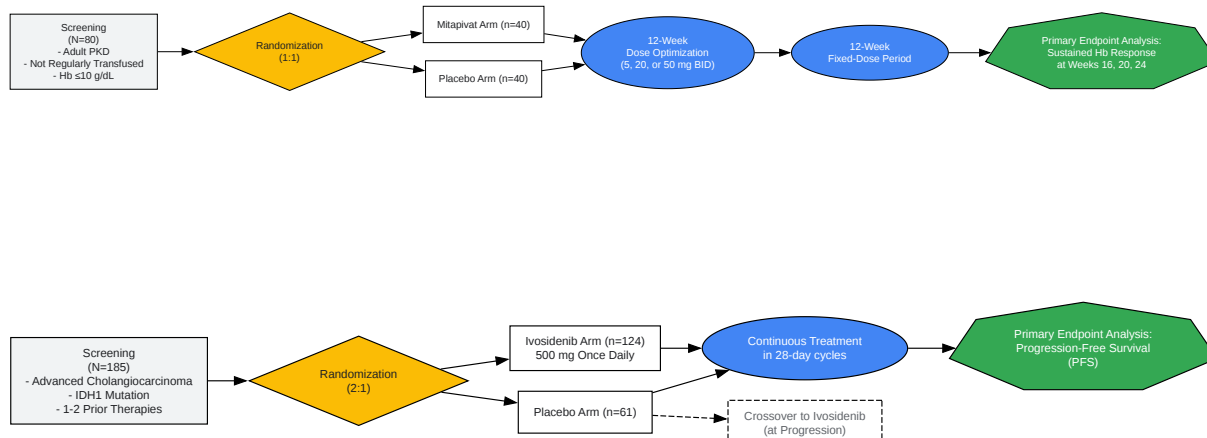 Screening
(N=80)
- Adult PKD
- Not Regularly Transfused
- Hb ≤10 g/dL
Randomization
(1:1)
Mitapivat Arm (n=40)
Placebo Arm (n=40)
12-Week
Dose Optimization
(5, 20, or 50 mg BID)
12-Week
Fixed-Dose Period
Primary Endpoint Analysis:
Sustained Hb Response
at Weeks 16, 20, 24
Screening
(N=185)
- Advanced Cholangiocarcinoma
- IDH1 Mutation
- 1-2 Prior Therapies
Randomization
(2:1)
Ivosidenib Arm (n=124)
500 mg Once Daily
Placebo Arm (n=61)
Continuous Treatment
in 28-day cycles
Crossover to Ivosidenib
(at Progression)
Primary Endpoint Analysis:
Progression-Free Survival
(PFS)